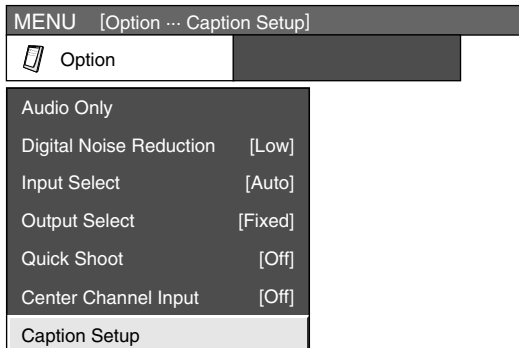 MENU [Option ··· Caption Setup]
Option
Audio Only
Digital Noise Reduction [Low]
Input Select [Auto]
Output Select [Fixed]
Quick Shoot [Off]
Center Channel Input [Off]
Caption Setup